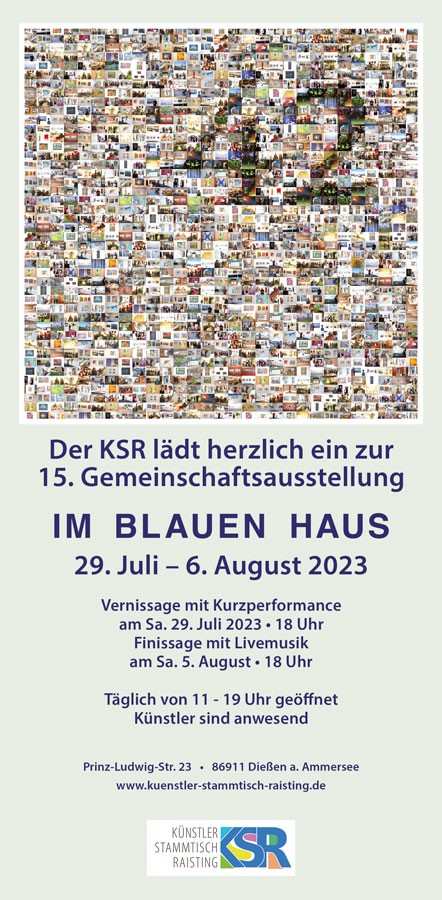 Der KSR lädt herzlich ein zur
15. Gemeinschaftsausstellung
IM BLAUEN HAUS
29. Juli – 6. August 2023
Vernissage mit Kurzperformance
am Sa. 29. Juli 2023 • 18 Uhr
Finissage mit Livemusik
am Sa. 5. August • 18 Uhr
Täglich von 11 - 19 Uhr geöffnet
Künstler sind anwesend
Prinz-Ludwig-Str. 23 • 86911 Dießen a. Ammersee
www.kuenstler-stammtisch-raisting.de
KÜNSTLER
STAMMTISCH
RAISTING
KSR